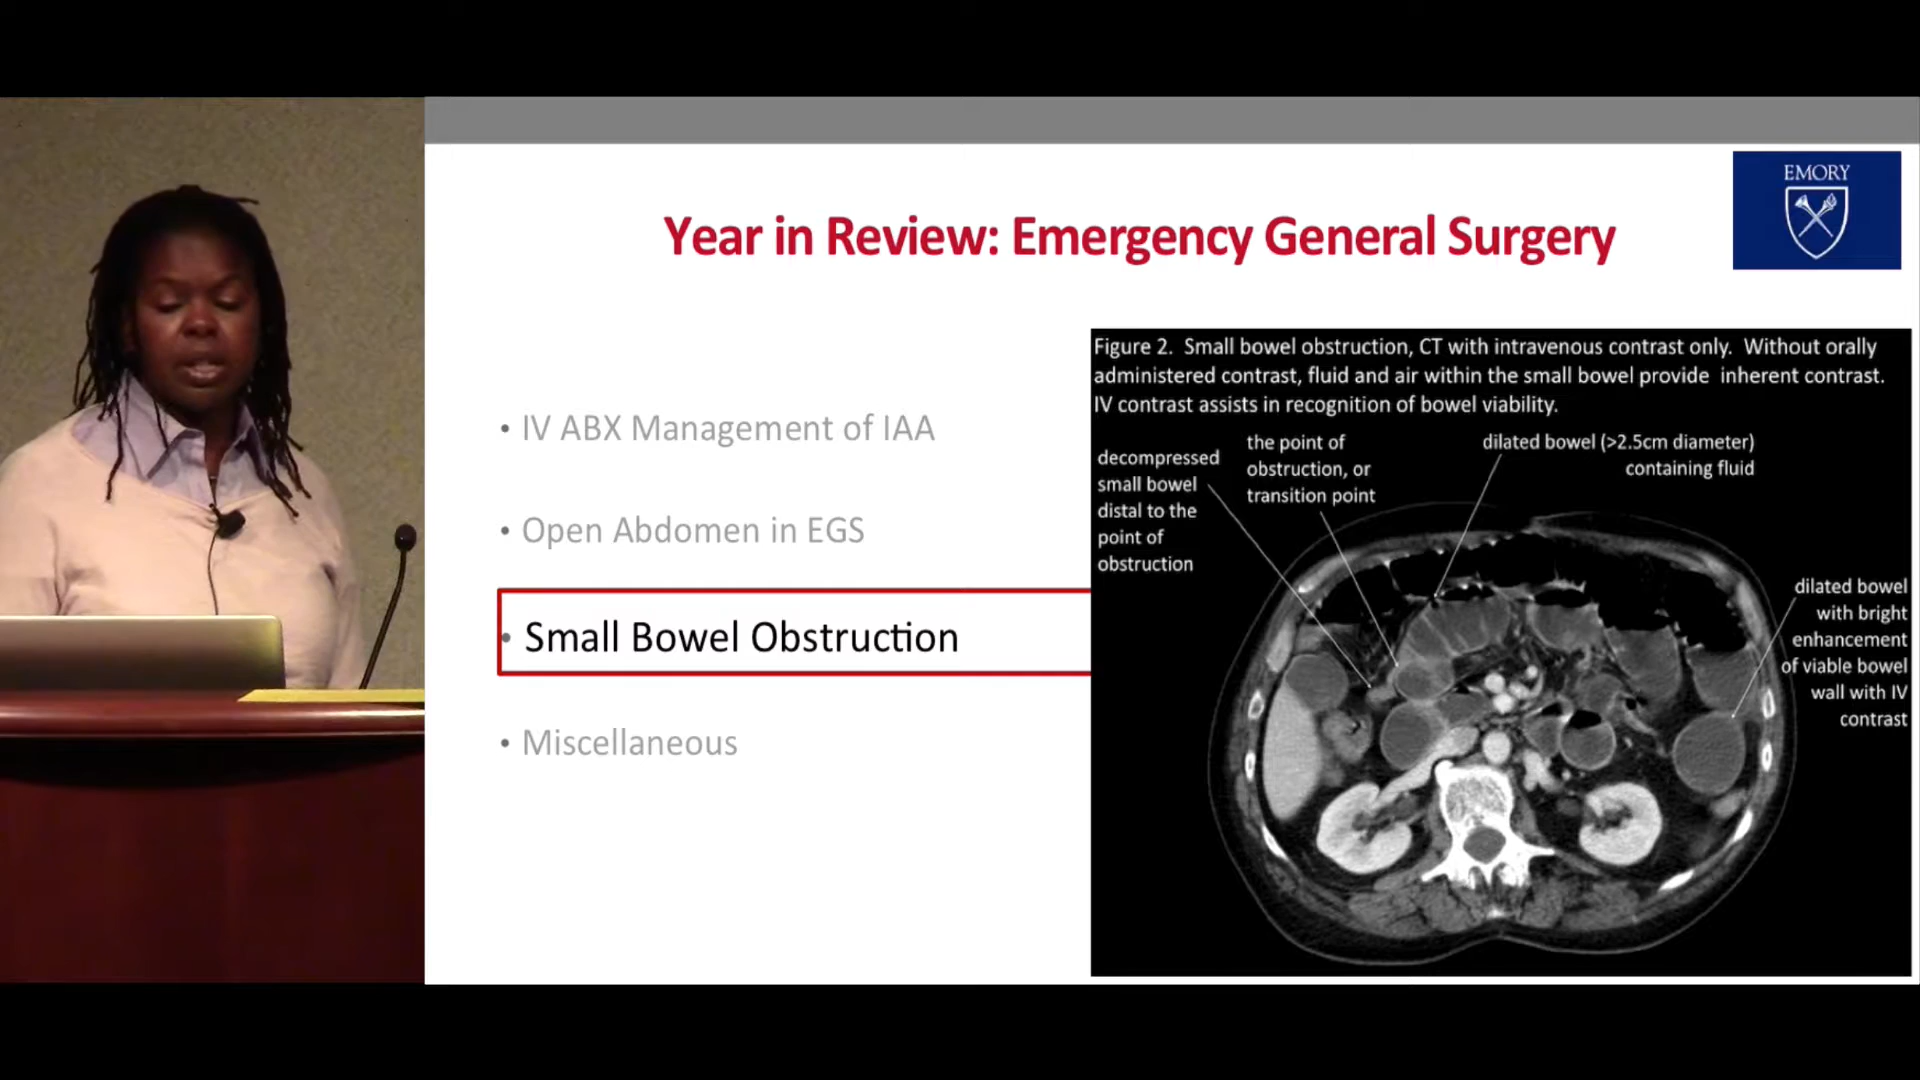 EMORY
Year in Review: Emergency General Surgery
• IV ABX Management of IAA
• Open Abdomen in EGS
• Small Bowel Obstruction
• Miscellaneous
Figure 2. Small bowel obstruction, CT with intravenous contrast only. Without orally
administered contrast, fluid and air within the small bowel provide inherent contrast.
IV contrast assists in recognition of bowel viability.
decompressed
small bowel
distal to the
point of
obstruction
the point of
obstruction, or
transition point
dilated bowel (>2.5cm diameter)
containing fluid
dilated bowel
with bright
enhancement
of viable bowel
wall with IV
contrast